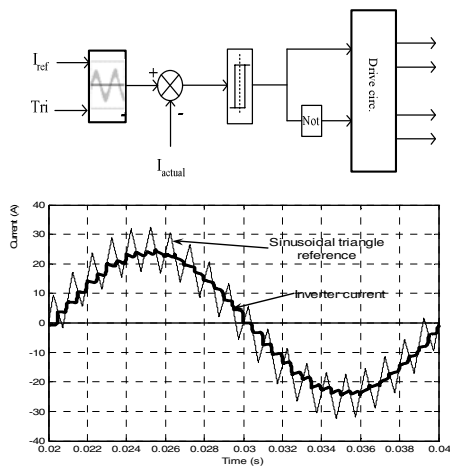 I_ref
Tri
+
-
I_actual
Not
Drive circ.
Current (A)
40
30
20
10
0
-10
-20
-30
-40
Sinusoidal triangle
reference
Inverter current
0.02 0.022 0.024 0.026 0.028 0.03 0.032 0.034 0.036 0.038 0.04
Time (s)